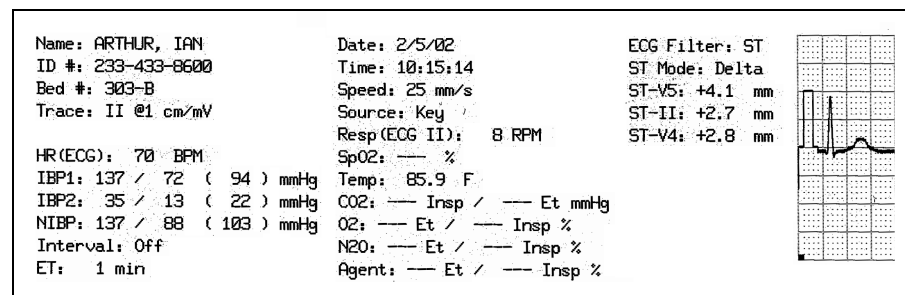 Name: ARTHUR, IAN
ID #: 233-433-8600
Bed #: 303-B
Trace: II @1 cm/mV
HR(ECG): 70 BPM
IBP1: 137 / 72 ( 94 ) mmHg
IBP2: 35 / 13 ( 22 ) mmHg
NIBP: 137 / 88 ( 103 ) mmHg
Interval: Off
ET: 1 min
Date: 2/5/02
Time: 10:15:14
Speed: 25 mm/s
Source: Key
Resp(ECG II): 8 RPM
SpO2: --- %
Temp: 85.9 F
CO2: --- Insp / --- Et mmHg
O2: --- Et / --- Insp %
N2O: --- Et / --- Insp %
Agent: --- Et / --- Insp %
ECG Filter: ST
ST Mode: Delta
ST-V5: +4.1 mm
ST-II: +2.7 mm
ST-V4: +2.8 mm